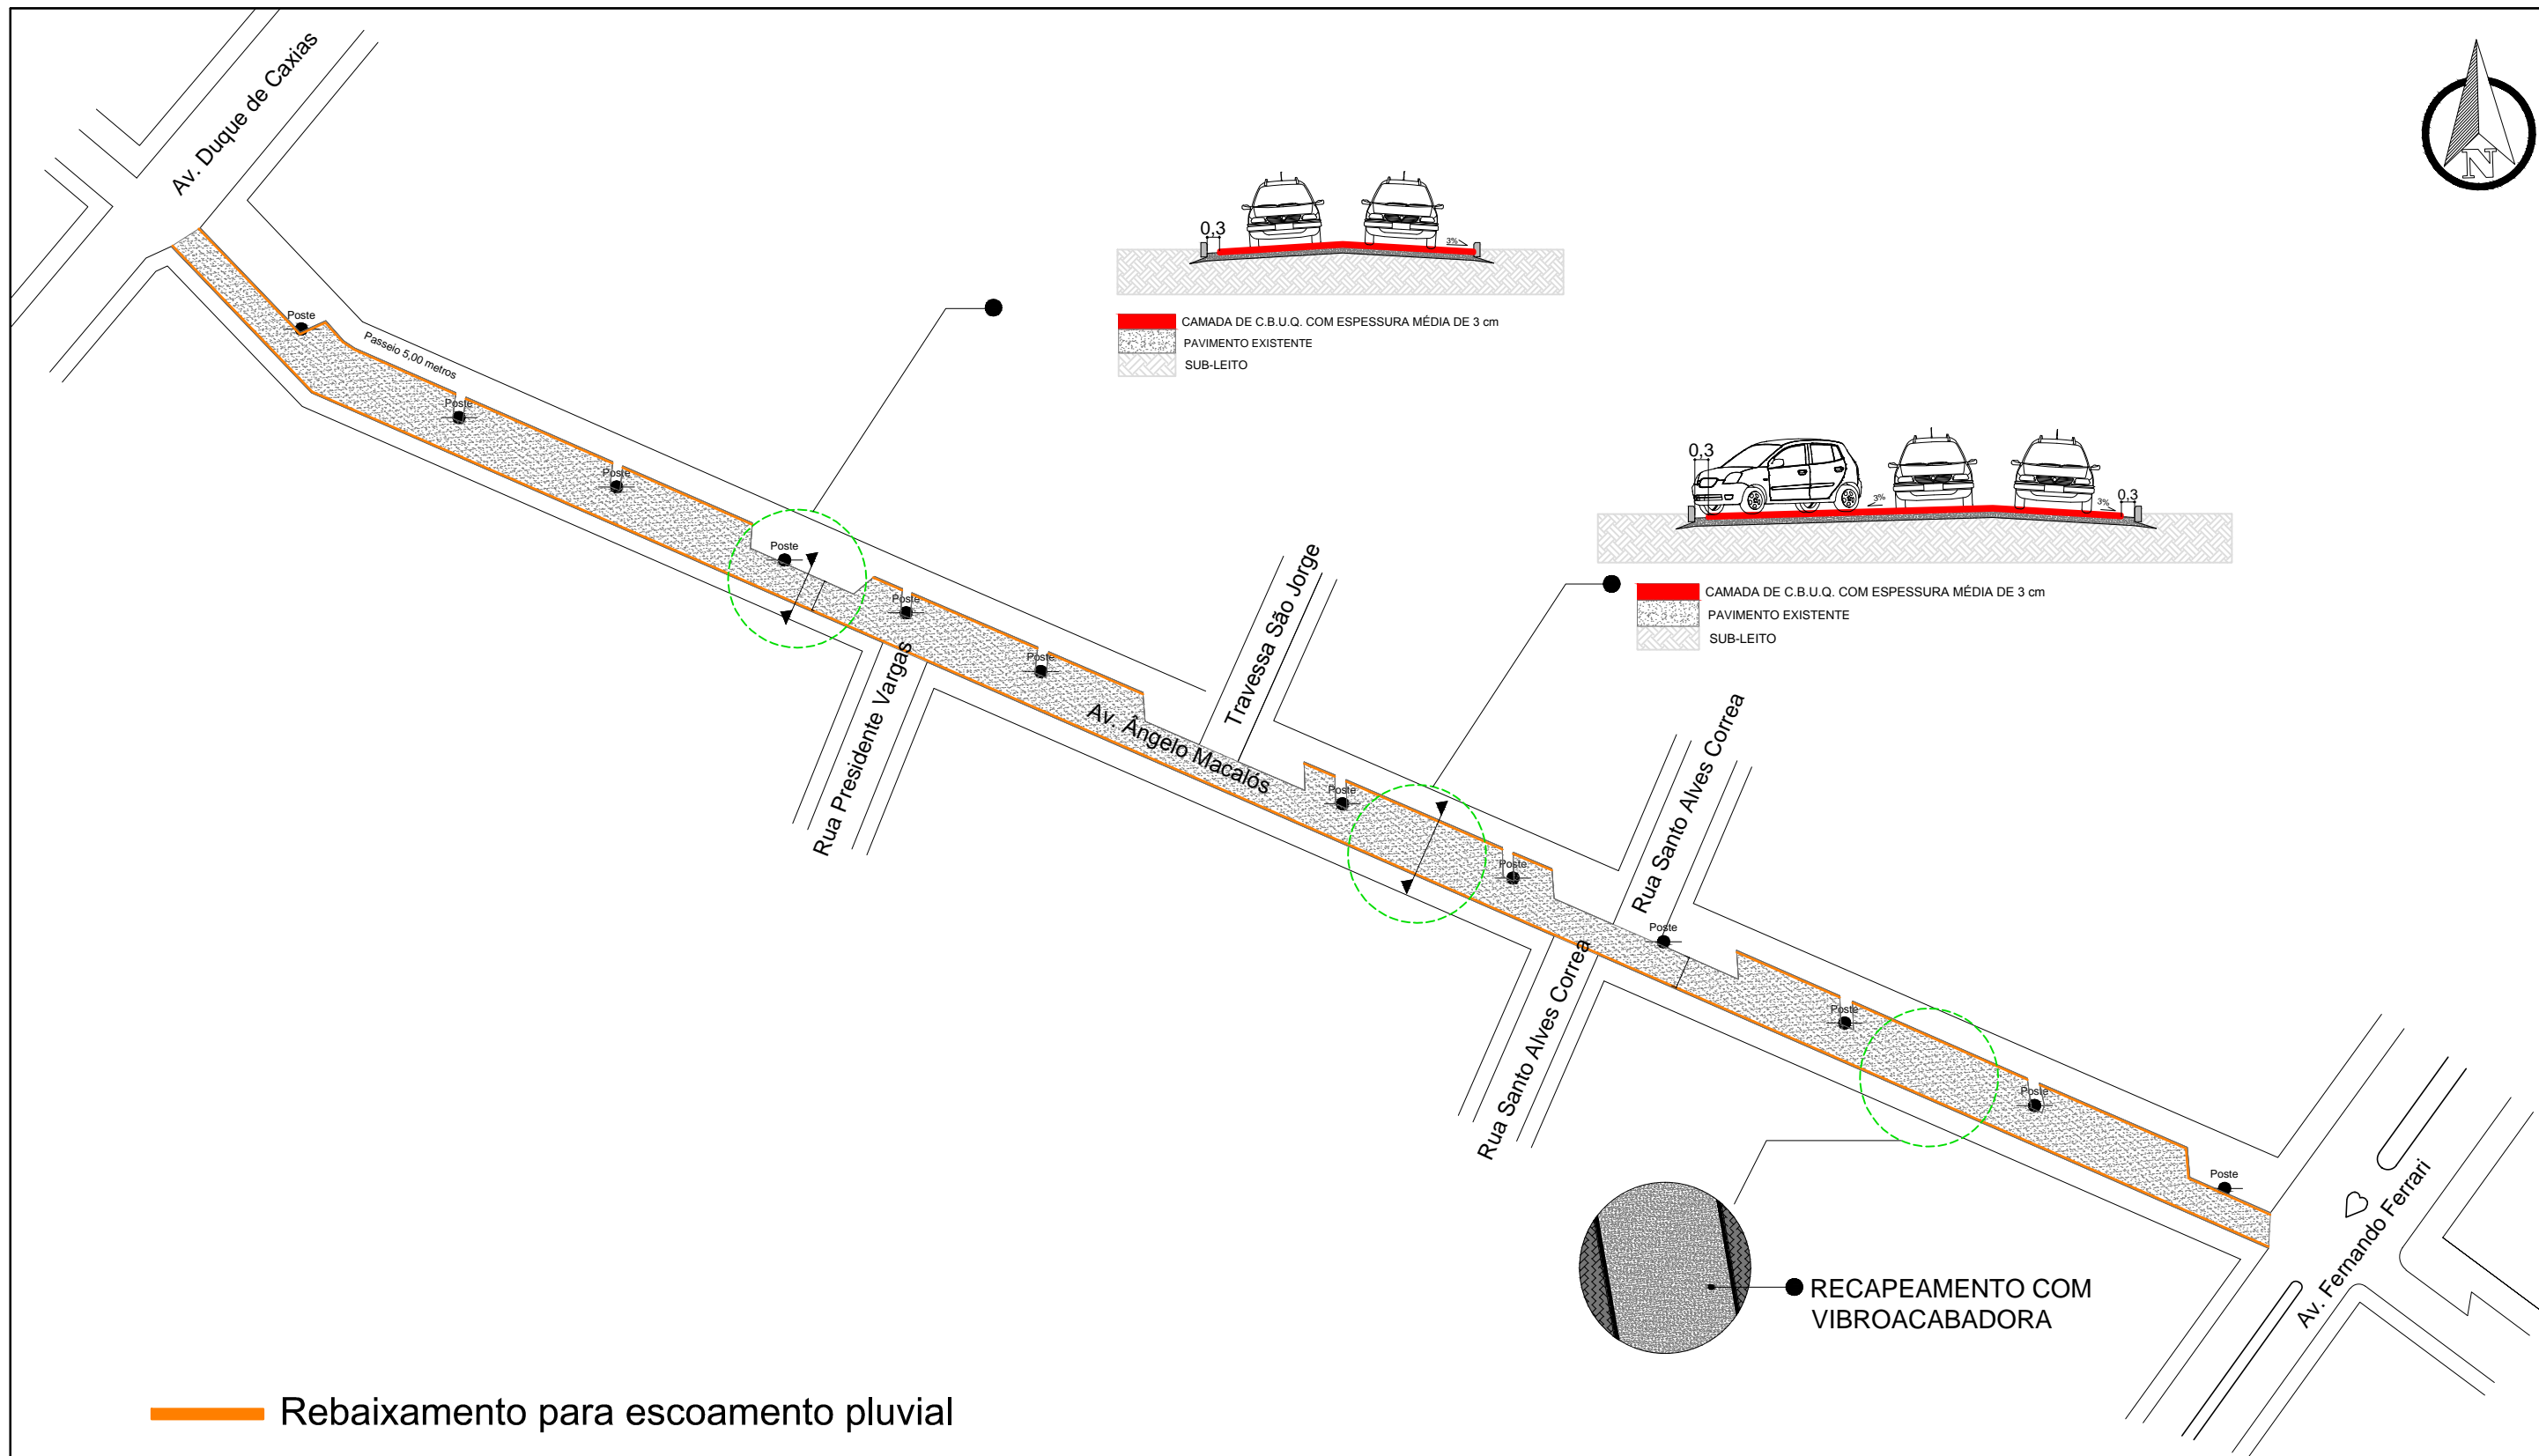 Av. Duque de Caxias
N
0,3
3%
CAMADA DE C.B.U.Q. COM ESPESSURA MÉDIA DE 3 cm
PAVIMENTO EXISTENTE
SUB-LEITO
Poste
Passeio 5,00 metros
Poste
Poste
Poste
Poste
Poste
0,3
3%
3%
0,3
CAMADA DE C.B.U.Q. COM ESPESSURA MÉDIA DE 3 cm
PAVIMENTO EXISTENTE
SUB-LEITO
Travessa São Jorge
Rua Presidente Vargas
Av. Ângelo Macalós
Poste
Poste
Rua Santo Alves Correa
Poste
Rua Santo Alves Correa
Poste
Poste
Poste
Av. Fernando Ferrari
RECAPEAMENTO COM
VIBROACABADORA
Rebaixamento para escoamento pluvial